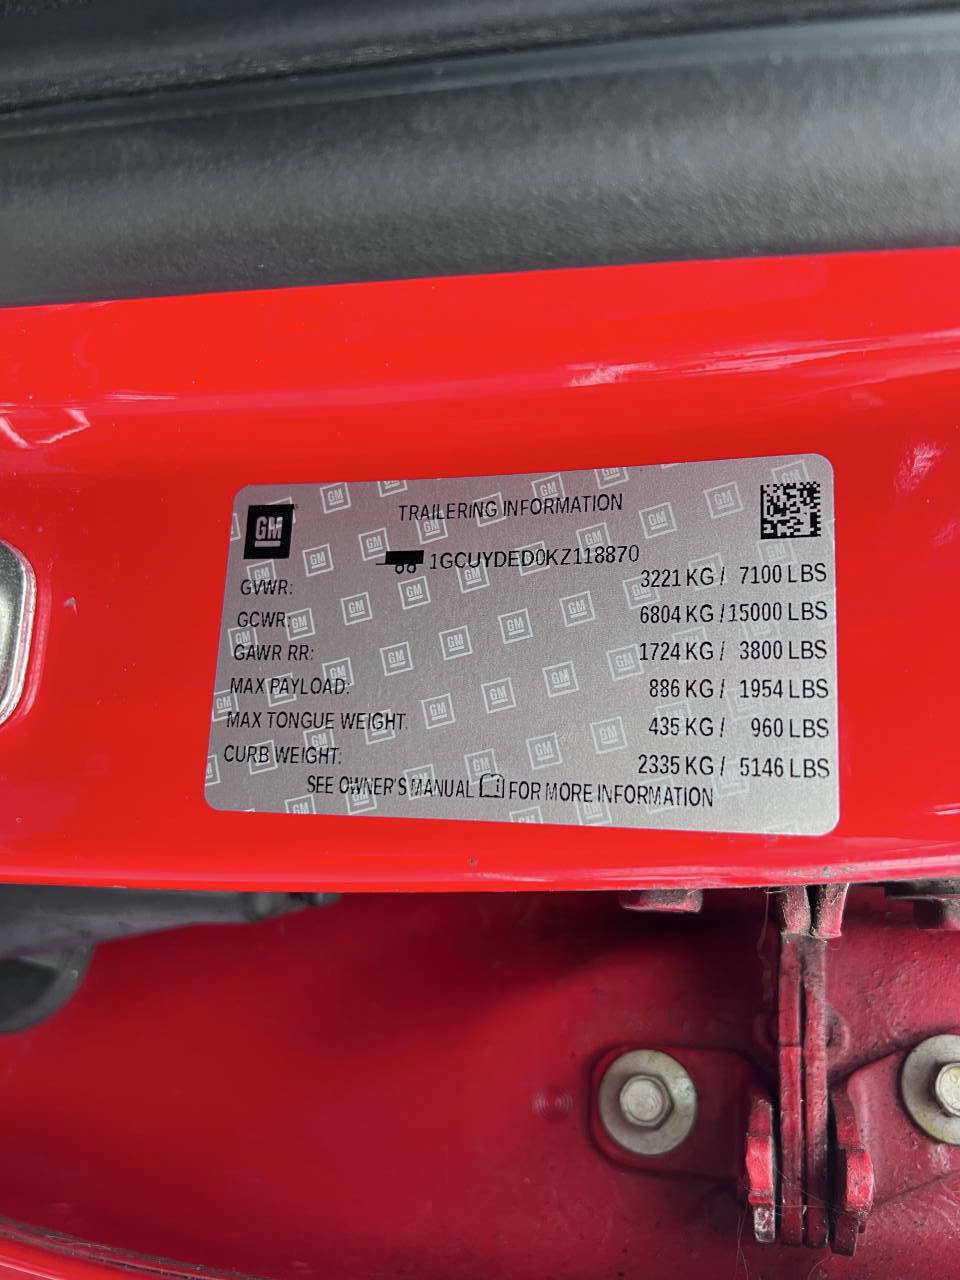 GM
TRAILERING INFORMATION
1GCUYDED0KZ118870
GVWR: 3221 KG / 7100 LBS
GCWR: 6804 KG / 15000 LBS
GAWR RR: 1724 KG / 3800 LBS
MAX PAYLOAD: 886 KG / 1954 LBS
MAX TONGUE WEIGHT: 435 KG / 960 LBS
CURB WEIGHT: 2335 KG / 5146 LBS
SEE OWNER'S MANUAL FOR MORE INFORMATION